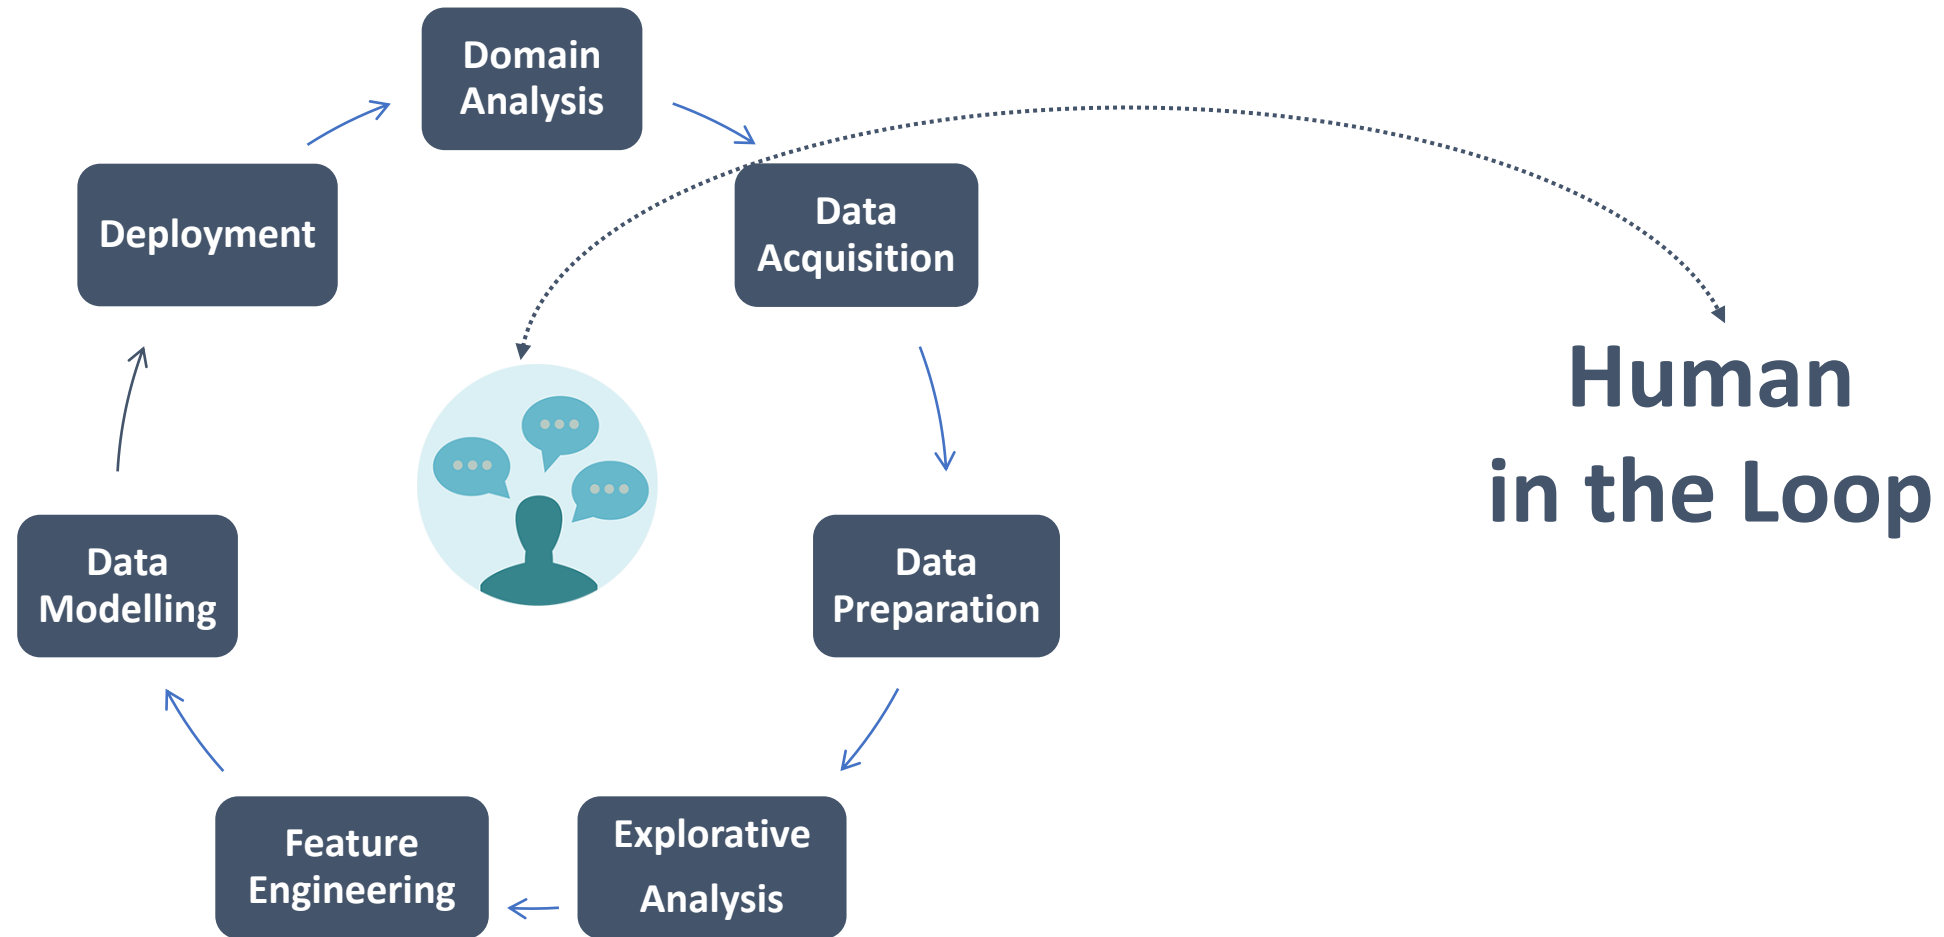 Domain
Analysis
Data
Acquisition
Data
Preparation
Explorative
Analysis
Feature
Engineering
Data
Modelling
Deployment
Human
in the Loop